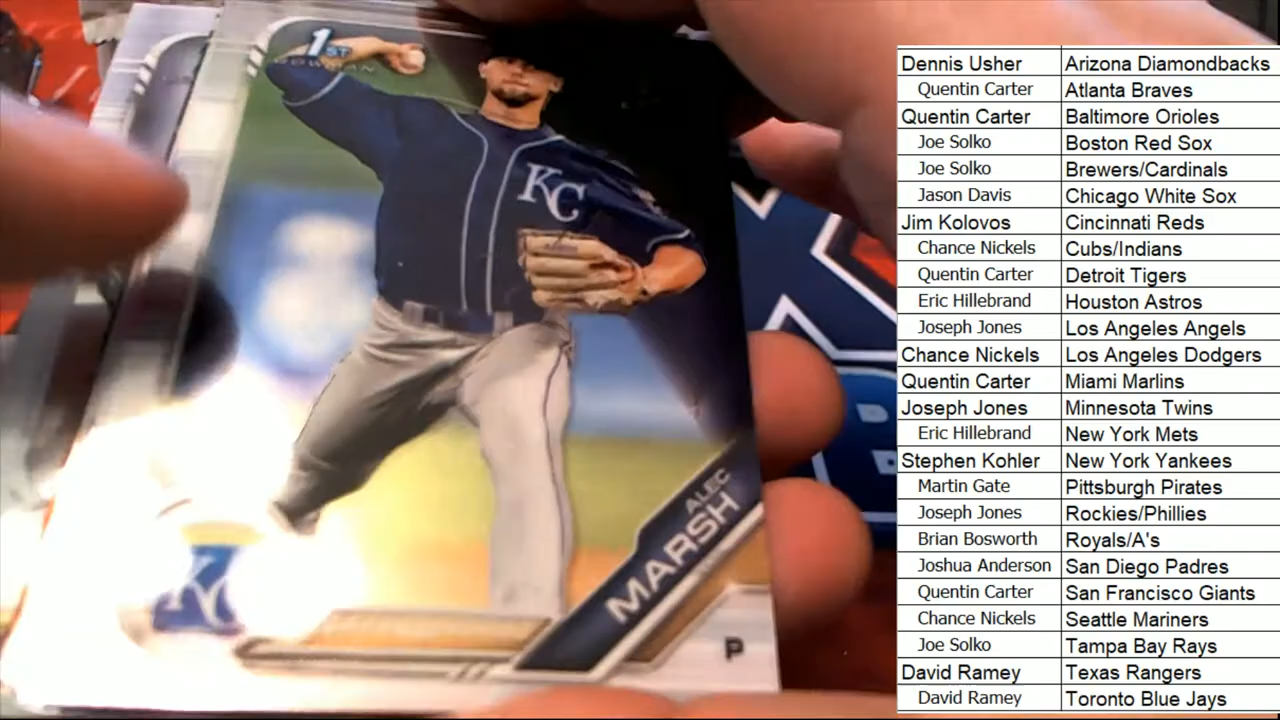 1ST
BOWMAN
KC
ALEC
MARSH
P
KC
Dennis Usher Arizona Diamondbacks
Quentin Carter Atlanta Braves
Quentin Carter Baltimore Orioles
Joe Solko Boston Red Sox
Joe Solko Brewers/Cardinals
Jason Davis Chicago White Sox
Jim Kolovos Cincinnati Reds
Chance Nickels Cubs/Indians
Quentin Carter Detroit Tigers
Eric Hillebrand Houston Astros
Joseph Jones Los Angeles Angels
Chance Nickels Los Angeles Dodgers
Quentin Carter Miami Marlins
Joseph Jones Minnesota Twins
Eric Hillebrand New York Mets
Stephen Kohler New York Yankees
Martin Gate Pittsburgh Pirates
Joseph Jones Rockies/Phillies
Brian Bosworth Royals/A's
Joshua Anderson San Diego Padres
Quentin Carter San Francisco Giants
Chance Nickels Seattle Mariners
Joe Solko Tampa Bay Rays
David Ramey Texas Rangers
David Ramey Toronto Blue Jays